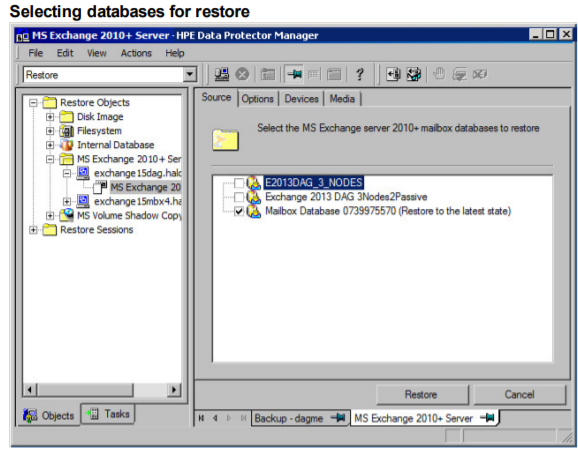 Selecting databases for restore
MS Exchange 2010+ Server - HPE Data Protector Manager
File Edit View Actions Help
Restore
Restore Objects
Disk Image
Filesystem
Internal Database
MS Exchange 2010+ Ser
exchange15dag.halo
MS Exchange 20
exchange15mbx4.ha
MS Volume Shadow Copy
Restore Sessions
Source Options Devices Media
Select the MS Exchange server 2010+ mailbox databases to restore
E2013DAG_3_NODES
Exchange 2013 DAG 3Nodes2Passive
Mailbox Database 0739975570 (Restore to the latest state)
Restore Cancel
Objects Tasks
Backup - dagme MS Exchange 2010+ Server